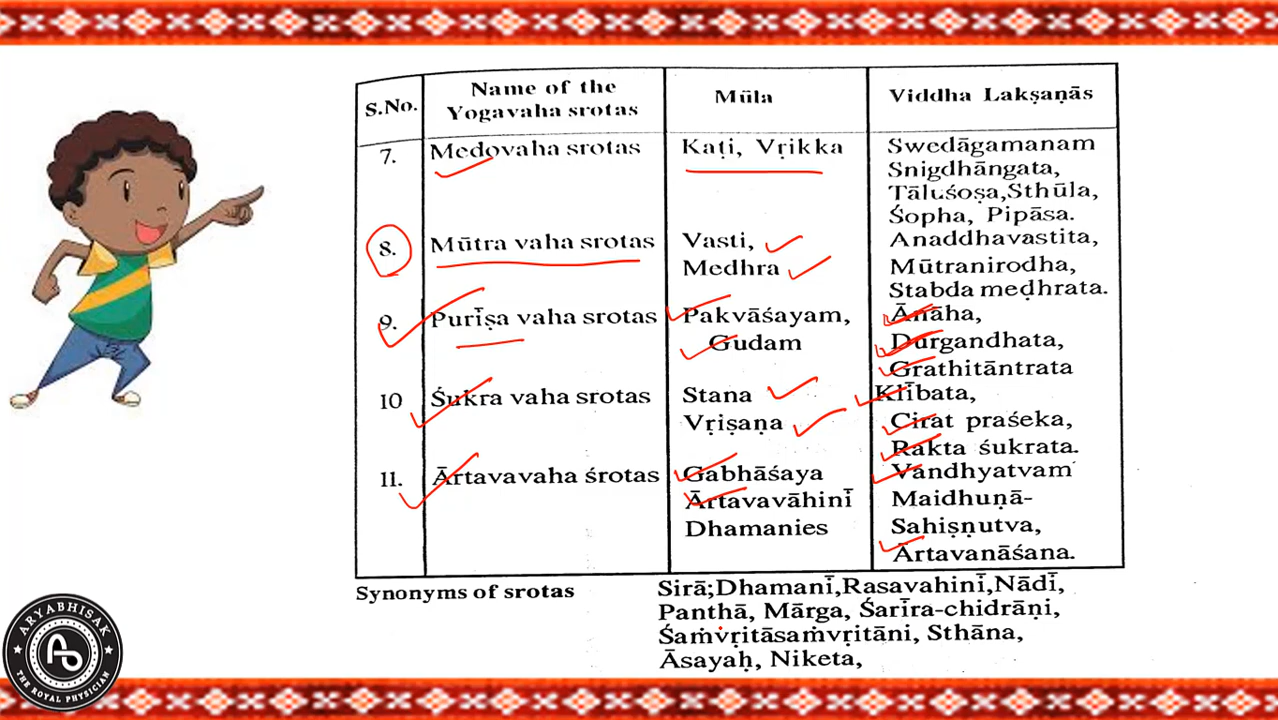 S.No. Name of the Yogavaha srotas Mūla Viddha Lakṣaṇās
7. Medovaha srotas Kaṭi, Vṛikka Swedāgamanam
Snigdhāngata,
Tāluśoṣa,Sthūla,
Śopha, Pipāsa.
8. Mūtra vaha srotas Vasti, Anaddhavastita,
Medhra Mūtranirodha,
Stabda meḍhrata.
9. Purīṣa vaha srotas Pakvāśayam, Ānāha,
Gudam Durgandhata,
Grathitāntrata
10 Śukra vaha srotas Stana Klībata,
Vṛiṣaṇa Cirat praśeka,
Rakta śukrata.
11. Ārtavavaha śrotas Gabhāśaya Vandhyatvam
Ārtavavāhinī Maidhuṇā-
Dhamanies Sahiṣṇutva,
Ārtavanāśana.
Synonyms of srotas Sirā;Dhamanī,Rasavahinī,Nādī,
Panthā, Mārga, Śarīra-chidrāṇi,
Śaṁvṛitāsaṁvṛitāni, Sthāna,
Āsayaḥ, Niketa,
ARYABHISAK
THE ROYAL PHYSICIAN